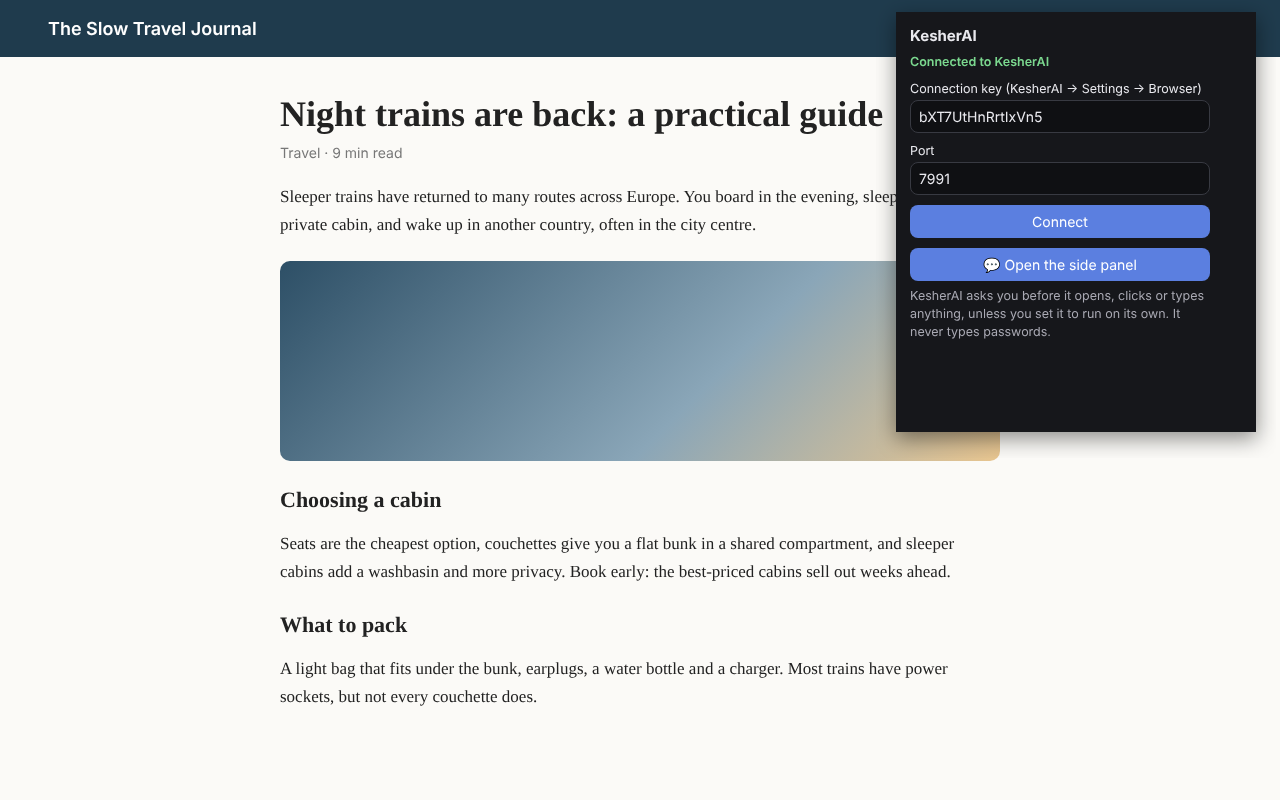 The Slow Travel Journal
Night trains are back: a practical guide
Travel · 9 min read
Sleeper trains have returned to many routes across Europe. You board in the evening, sleep
private cabin, and wake up in another country, often in the city centre.
Choosing a cabin
Seats are the cheapest option, couchettes give you a flat bunk in a shared compartment, and sleeper
cabins add a washbasin and more privacy. Book early: the best-priced cabins sell out weeks ahead.
What to pack
A light bag that fits under the bunk, earplugs, a water bottle and a charger. Most trains have power
sockets, but not every couchette does.
KesherAI
Connected to KesherAI
Connection key (KesherAI → Settings → Browser)
bXT7UtHnRrtlxVn5
Port
7991
Connect
💬 Open the side panel
KesherAI asks you before it opens, clicks or types
anything, unless you set it to run on its own. It
never types passwords.